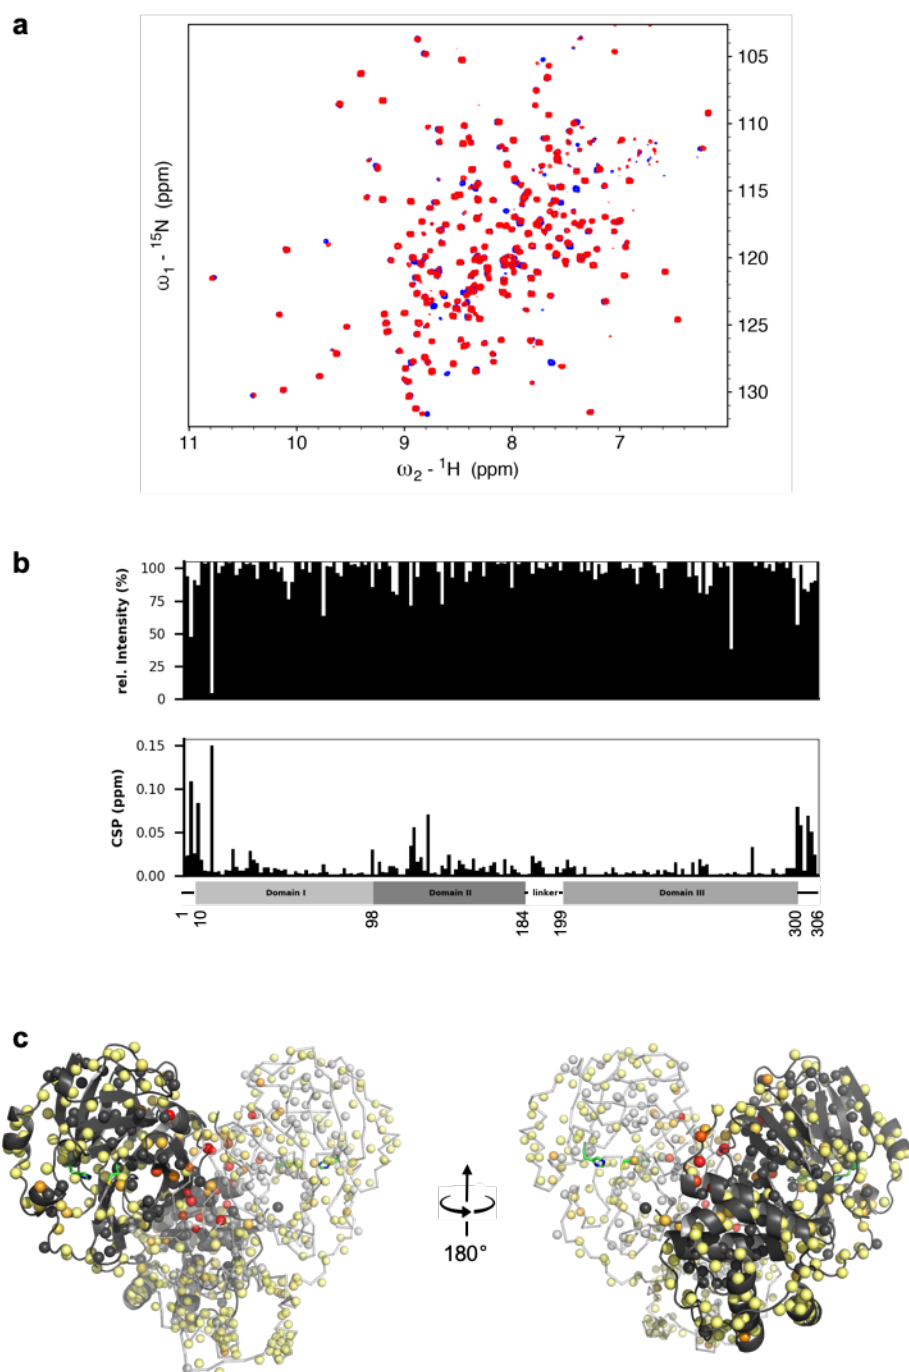 a
ω1 - 15N (ppm)
105
110
115
120
125
130
11
10
9
8
7
ω2 - 1H (ppm)
b
rel. Intensity (%)
100
75
50
25
0
CSP (ppm)
0.15
0.10
0.05
0.00
Domain I
Domain II
linker
Domain III
1
10
98
184
199
300
306
c
180°